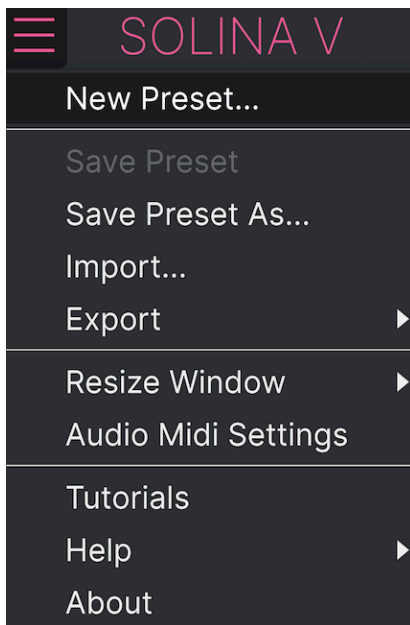 SOLINA V
New Preset...
Save Preset
Save Preset As...
Import...
Export
Resize Window
Audio Midi Settings
Tutorials
Help
About